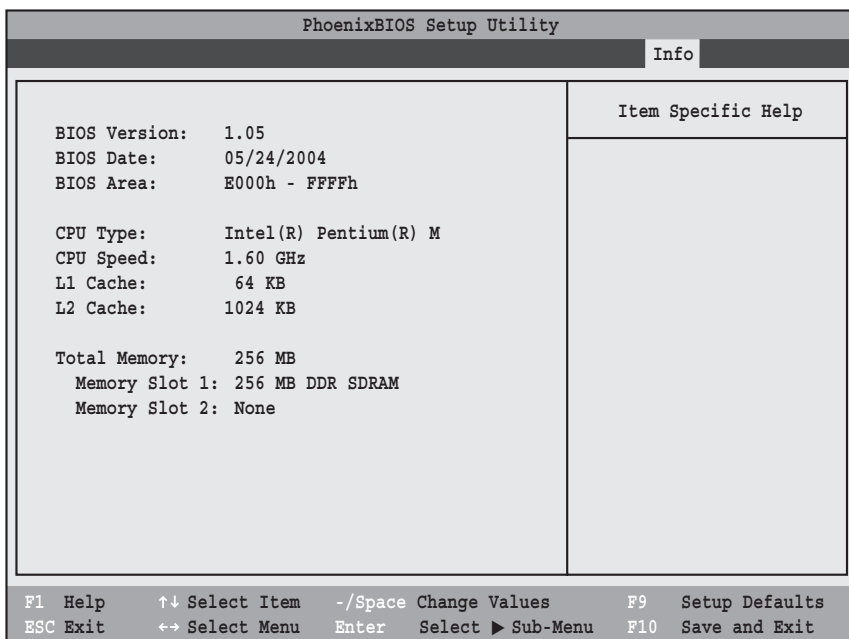 PhoenixBIOS Setup Utility
Info
BIOS Version: 1.05
BIOS Date: 05/24/2004
BIOS Area: E000h - FFFFh
CPU Type: Intel(R) Pentium(R) M
CPU Speed: 1.60 GHz
L1 Cache: 64 KB
L2 Cache: 1024 KB
Total Memory: 256 MB
Memory Slot 1: 256 MB DDR SDRAM
Memory Slot 2: None
Item Specific Help
F1 Help ↑↓ Select Item -/Space Change Values F9 Setup Defaults
ESC Exit ←→ Select Menu Enter Select ▶ Sub-Menu F10 Save and Exit